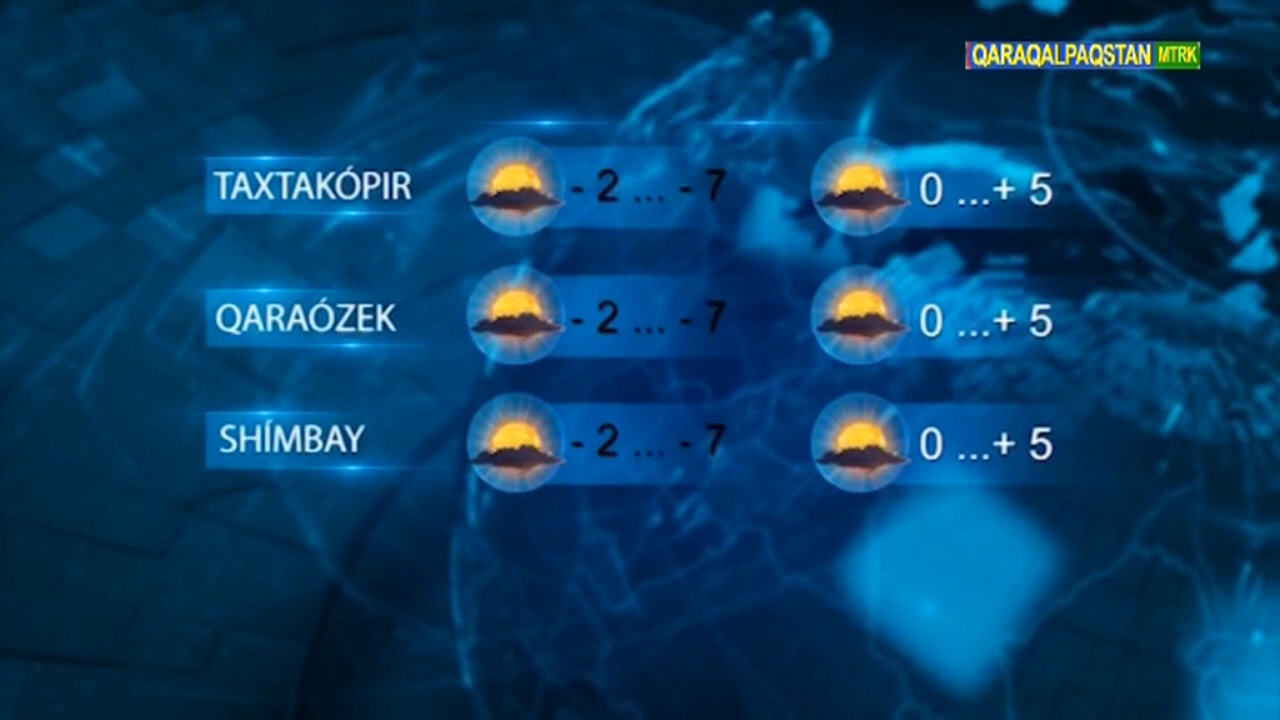 QARAQALPAQSTAN MTRK
TAXTAKÓPIR - 2 ... - 7 0 ...+ 5
QARAÓZEK - 2 ... - 7 0 ...+ 5
SHÍMBAY - 2 ... - 7 0 ...+ 5